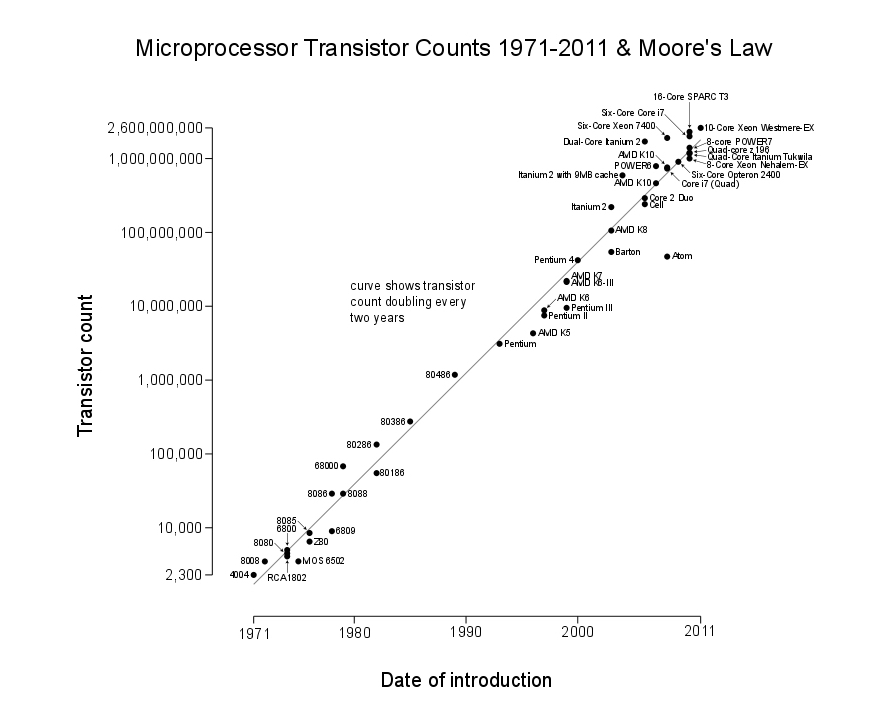 Microprocessor Transistor Counts 1971-2011 & Moore's Law
16-Core SPARC T3
Six-Core Core i7
Six-Core Xeon 7400
10-Core Xeon Westmere-EX
Dual-Core Itanium 2
8-core POWER7
Quad-core z196
AMD K10
Quad-Core Itanium Tukwila
POWER6
8-Core Xeon Nehalem-EX
Itanium 2 with 9MB cache
Six-Core Opteron 2400
AMD K10
Core i7 (Quad)
Core 2 Duo
Itanium 2
Cell
AMD K8
Barton
Atom
Pentium 4
AMD K7
AMD K6-III
curve shows transistor
count doubling every
two years
AMD K6
Pentium III
Pentium II
AMD K5
Pentium
80486
80386
80286
68000
80186
8086
8088
8085
6800
6809
8080
Z80
8008
MOS 6502
4004
RCA 1802
2,600,000,000
1,000,000,000
100,000,000
10,000,000
1,000,000
100,000
10,000
2,300
Transistor count
1971
1980
1990
2000
2011
Date of introduction